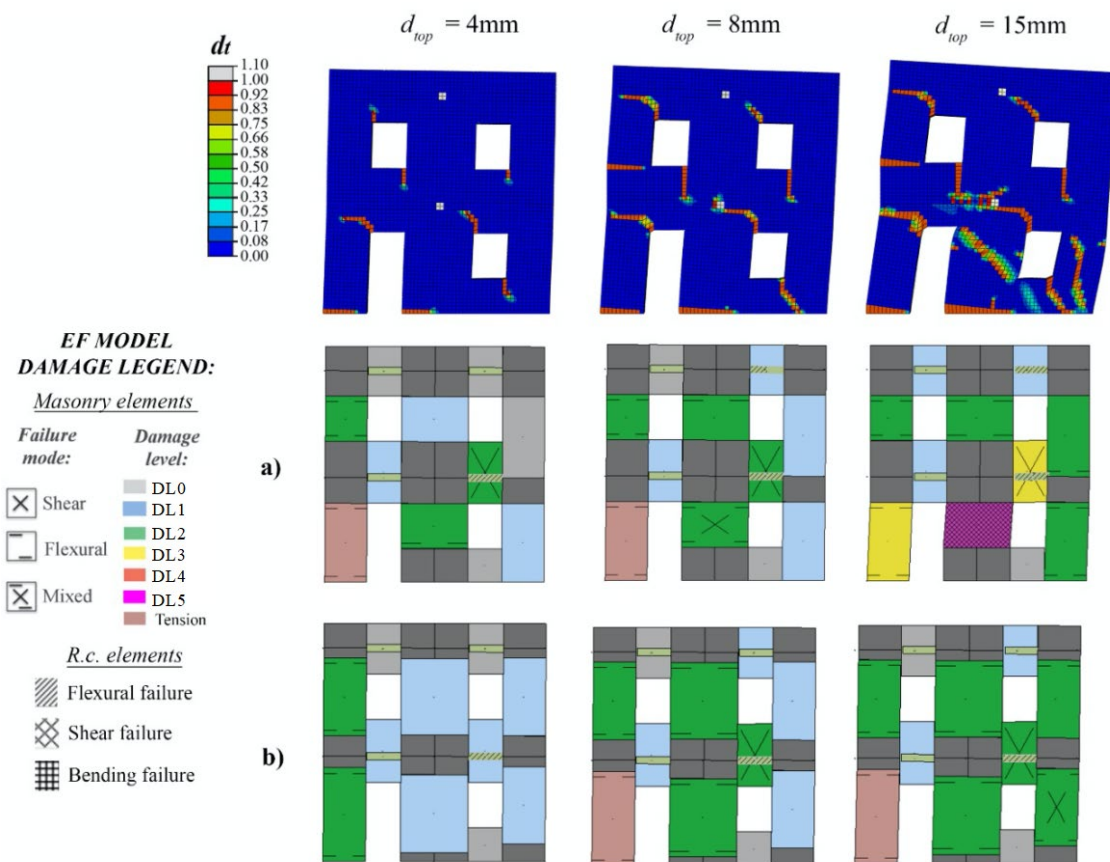 d_top = 4mm
d_top = 8mm
d_top = 15mm
dt
1.10
1.00
0.92
0.83
0.75
0.66
0.58
0.50
0.42
0.33
0.25
0.17
0.08
0.00
EF MODEL
DAMAGE LEGEND:
Masonry elements
Failure
mode:
Damage
level:
Shear
Flexural
Mixed
DL0
DL1
DL2
DL3
DL4
DL5
Tension
R.c. elements
Flexural failure
Shear failure
Bending failure
a)
b)